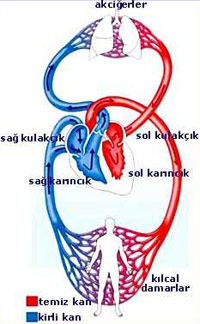 akciğerler
sağ kulakçık
sol kulakçık
sağ karıncık
sol karıncık
kılcal
damarlar
temiz kan
kirli kan